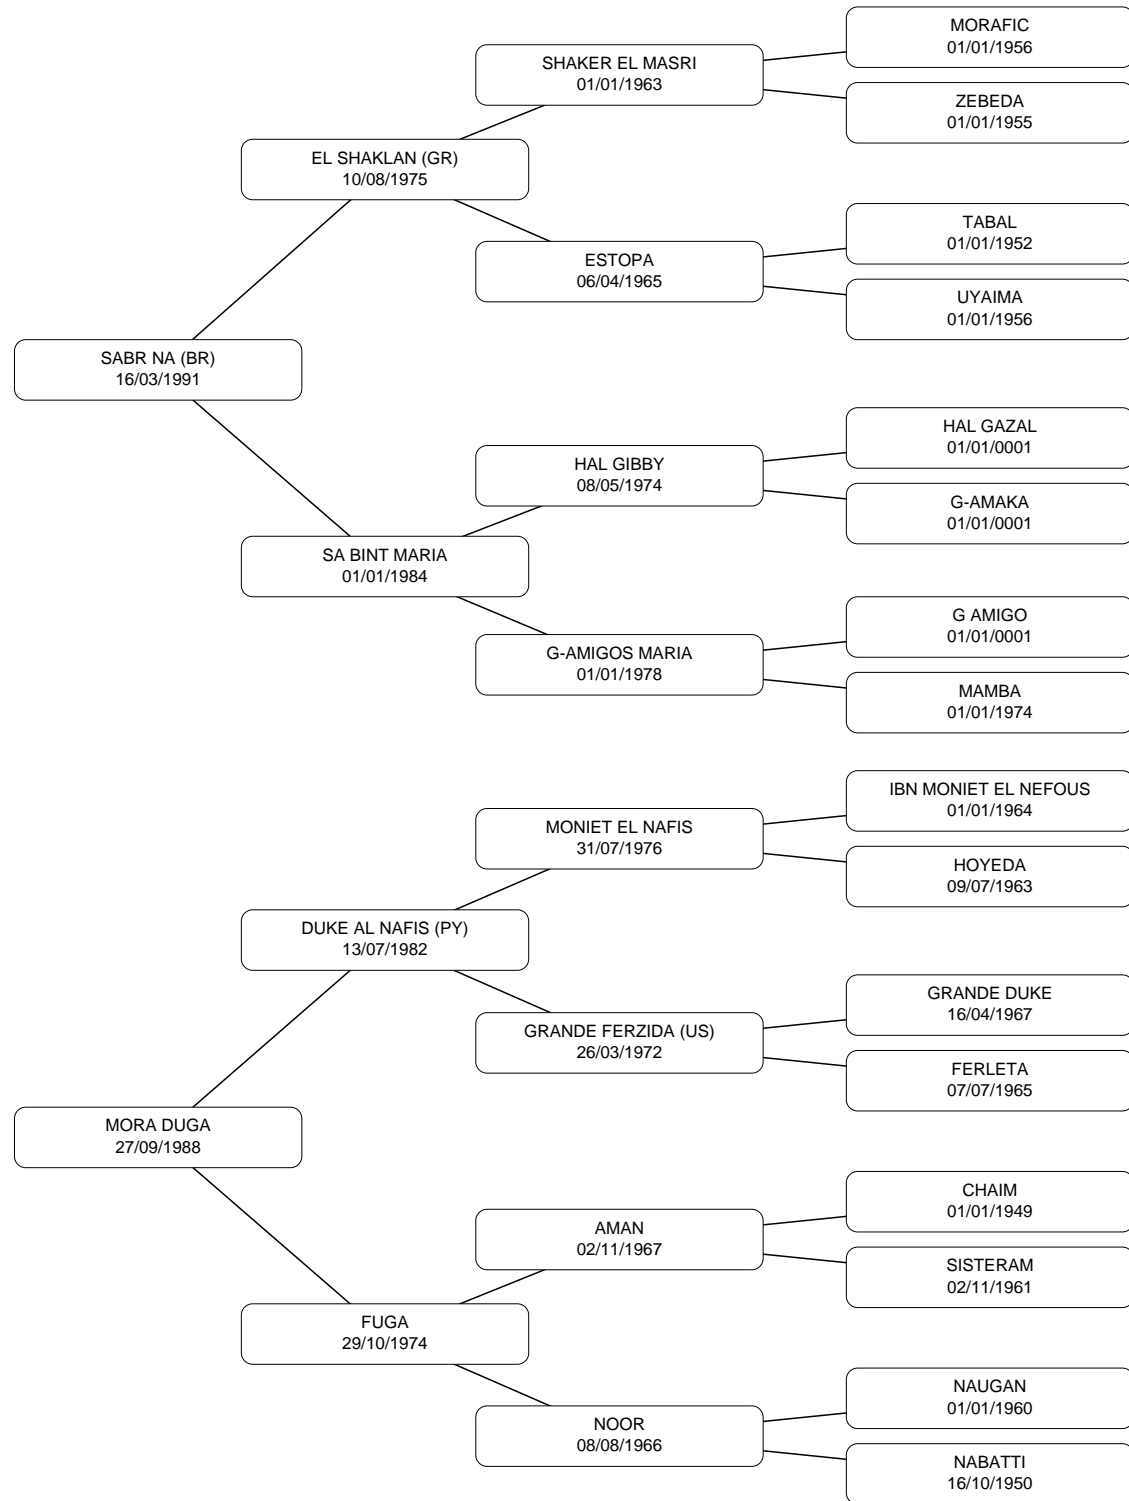 MORAFIC
01/01/1956
SHAKER EL MASRI
01/01/1963
ZEBEDA
01/01/1955
EL SHAKLAN (GR)
10/08/1975
TABAL
01/01/1952
ESTOPA
06/04/1965
UYAIMA
01/01/1956
SABR NA (BR)
16/03/1991
HAL GAZAL
01/01/0001
HAL GIBBY
08/05/1974
G-AMAKA
01/01/0001
SA BINT MARIA
01/01/1984
G AMIGO
01/01/0001
G-AMIGOS MARIA
01/01/1978
MAMBA
01/01/1974
IBN MONIET EL NEFOUS
01/01/1964
MONIET EL NAFIS
31/07/1976
HOYEDA
09/07/1963
DUKE AL NAFIS (PY)
13/07/1982
GRANDE DUKE
16/04/1967
GRANDE FERZIDA (US)
26/03/1972
FERLETA
07/07/1965
MORA DUGA
27/09/1988
CHAIM
01/01/1949
AMAN
02/11/1967
SISTERAM
02/11/1961
FUGA
29/10/1974
NAUGAN
01/01/1960
NOOR
08/08/1966
NABATTI
16/10/1950